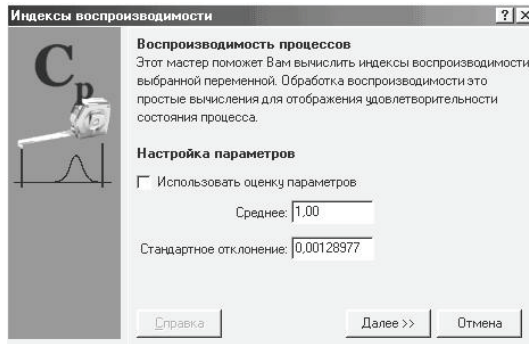 Индексы воспроизводимости
Cp
Воспроизводимость процессов
Этот мастер поможет Вам вычислить индексы воспроизводимости
выбранной переменной. Обработка воспроизводимости это
простые вычисления для отображения удовлетворительности
состояния процесса.
Настройка параметров
Использовать оценку параметров
Среднее: 1,00
Стандартное отклонение: 0,00128977
Справка Далее >> Отмена